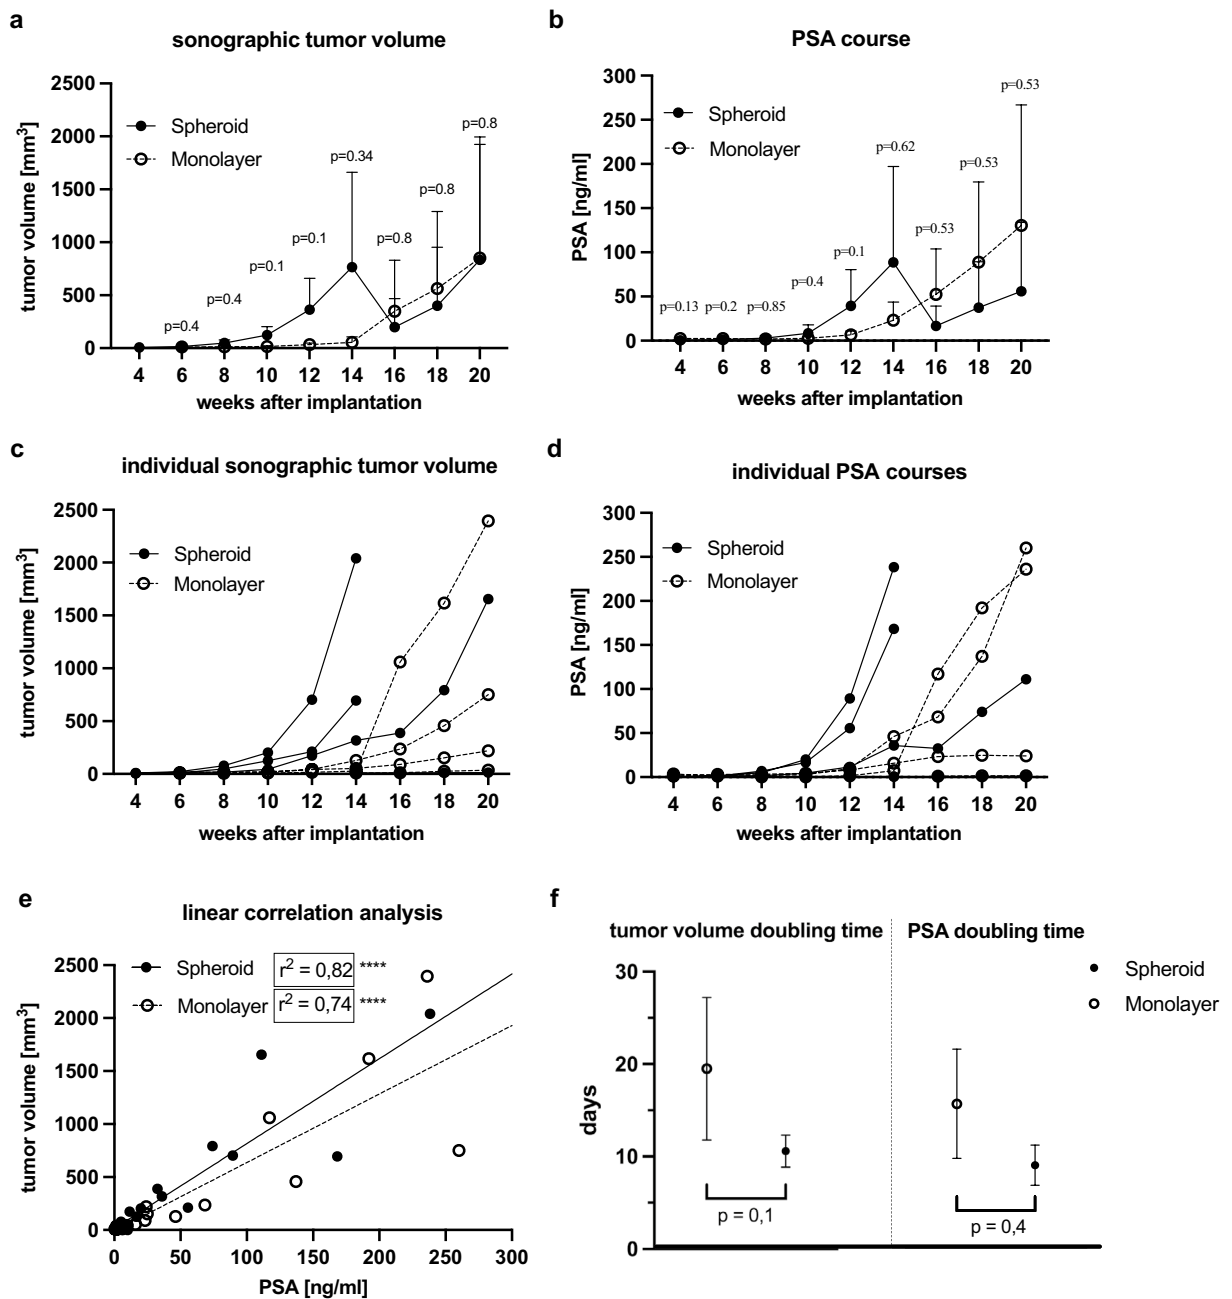 a
sonographic tumor volume
2500
2000
1500
1000
500
0
tumor volume [mm³]
Spheroid
Monolayer
p=0.4
p=0.4
p=0.1
p=0.1
p=0.34
p=0.8
p=0.8
p=0.8
4 6 8 10 12 14 16 18 20
weeks after implantation
b
PSA course
300
250
200
150
100
50
0
PSA [ng/ml]
Spheroid
Monolayer
p=0.13 p=0.2 p=0.85
p=0.4
p=0.1
p=0.62
p=0.53
p=0.53
p=0.53
4 6 8 10 12 14 16 18 20
weeks after implantation
c
individual sonographic tumor volume
2500
2000
1500
1000
500
0
tumor volume [mm³]
Spheroid
Monolayer
4 6 8 10 12 14 16 18 20
weeks after implantation
d
individual PSA courses
300
250
200
150
100
50
0
PSA [ng/ml]
Spheroid
Monolayer
4 6 8 10 12 14 16 18 20
weeks after implantation
e
linear correlation analysis
2500
2000
1500
1000
500
0
tumor volume [mm³]
Spheroid r² = 0,82 ****
Monolayer r² = 0,74 ****
0 50 100 150 200 250 300
PSA [ng/ml]
f
tumor volume doubling time
PSA doubling time
Spheroid
Monolayer
30
20
10
0
days
p = 0,1
p = 0,4